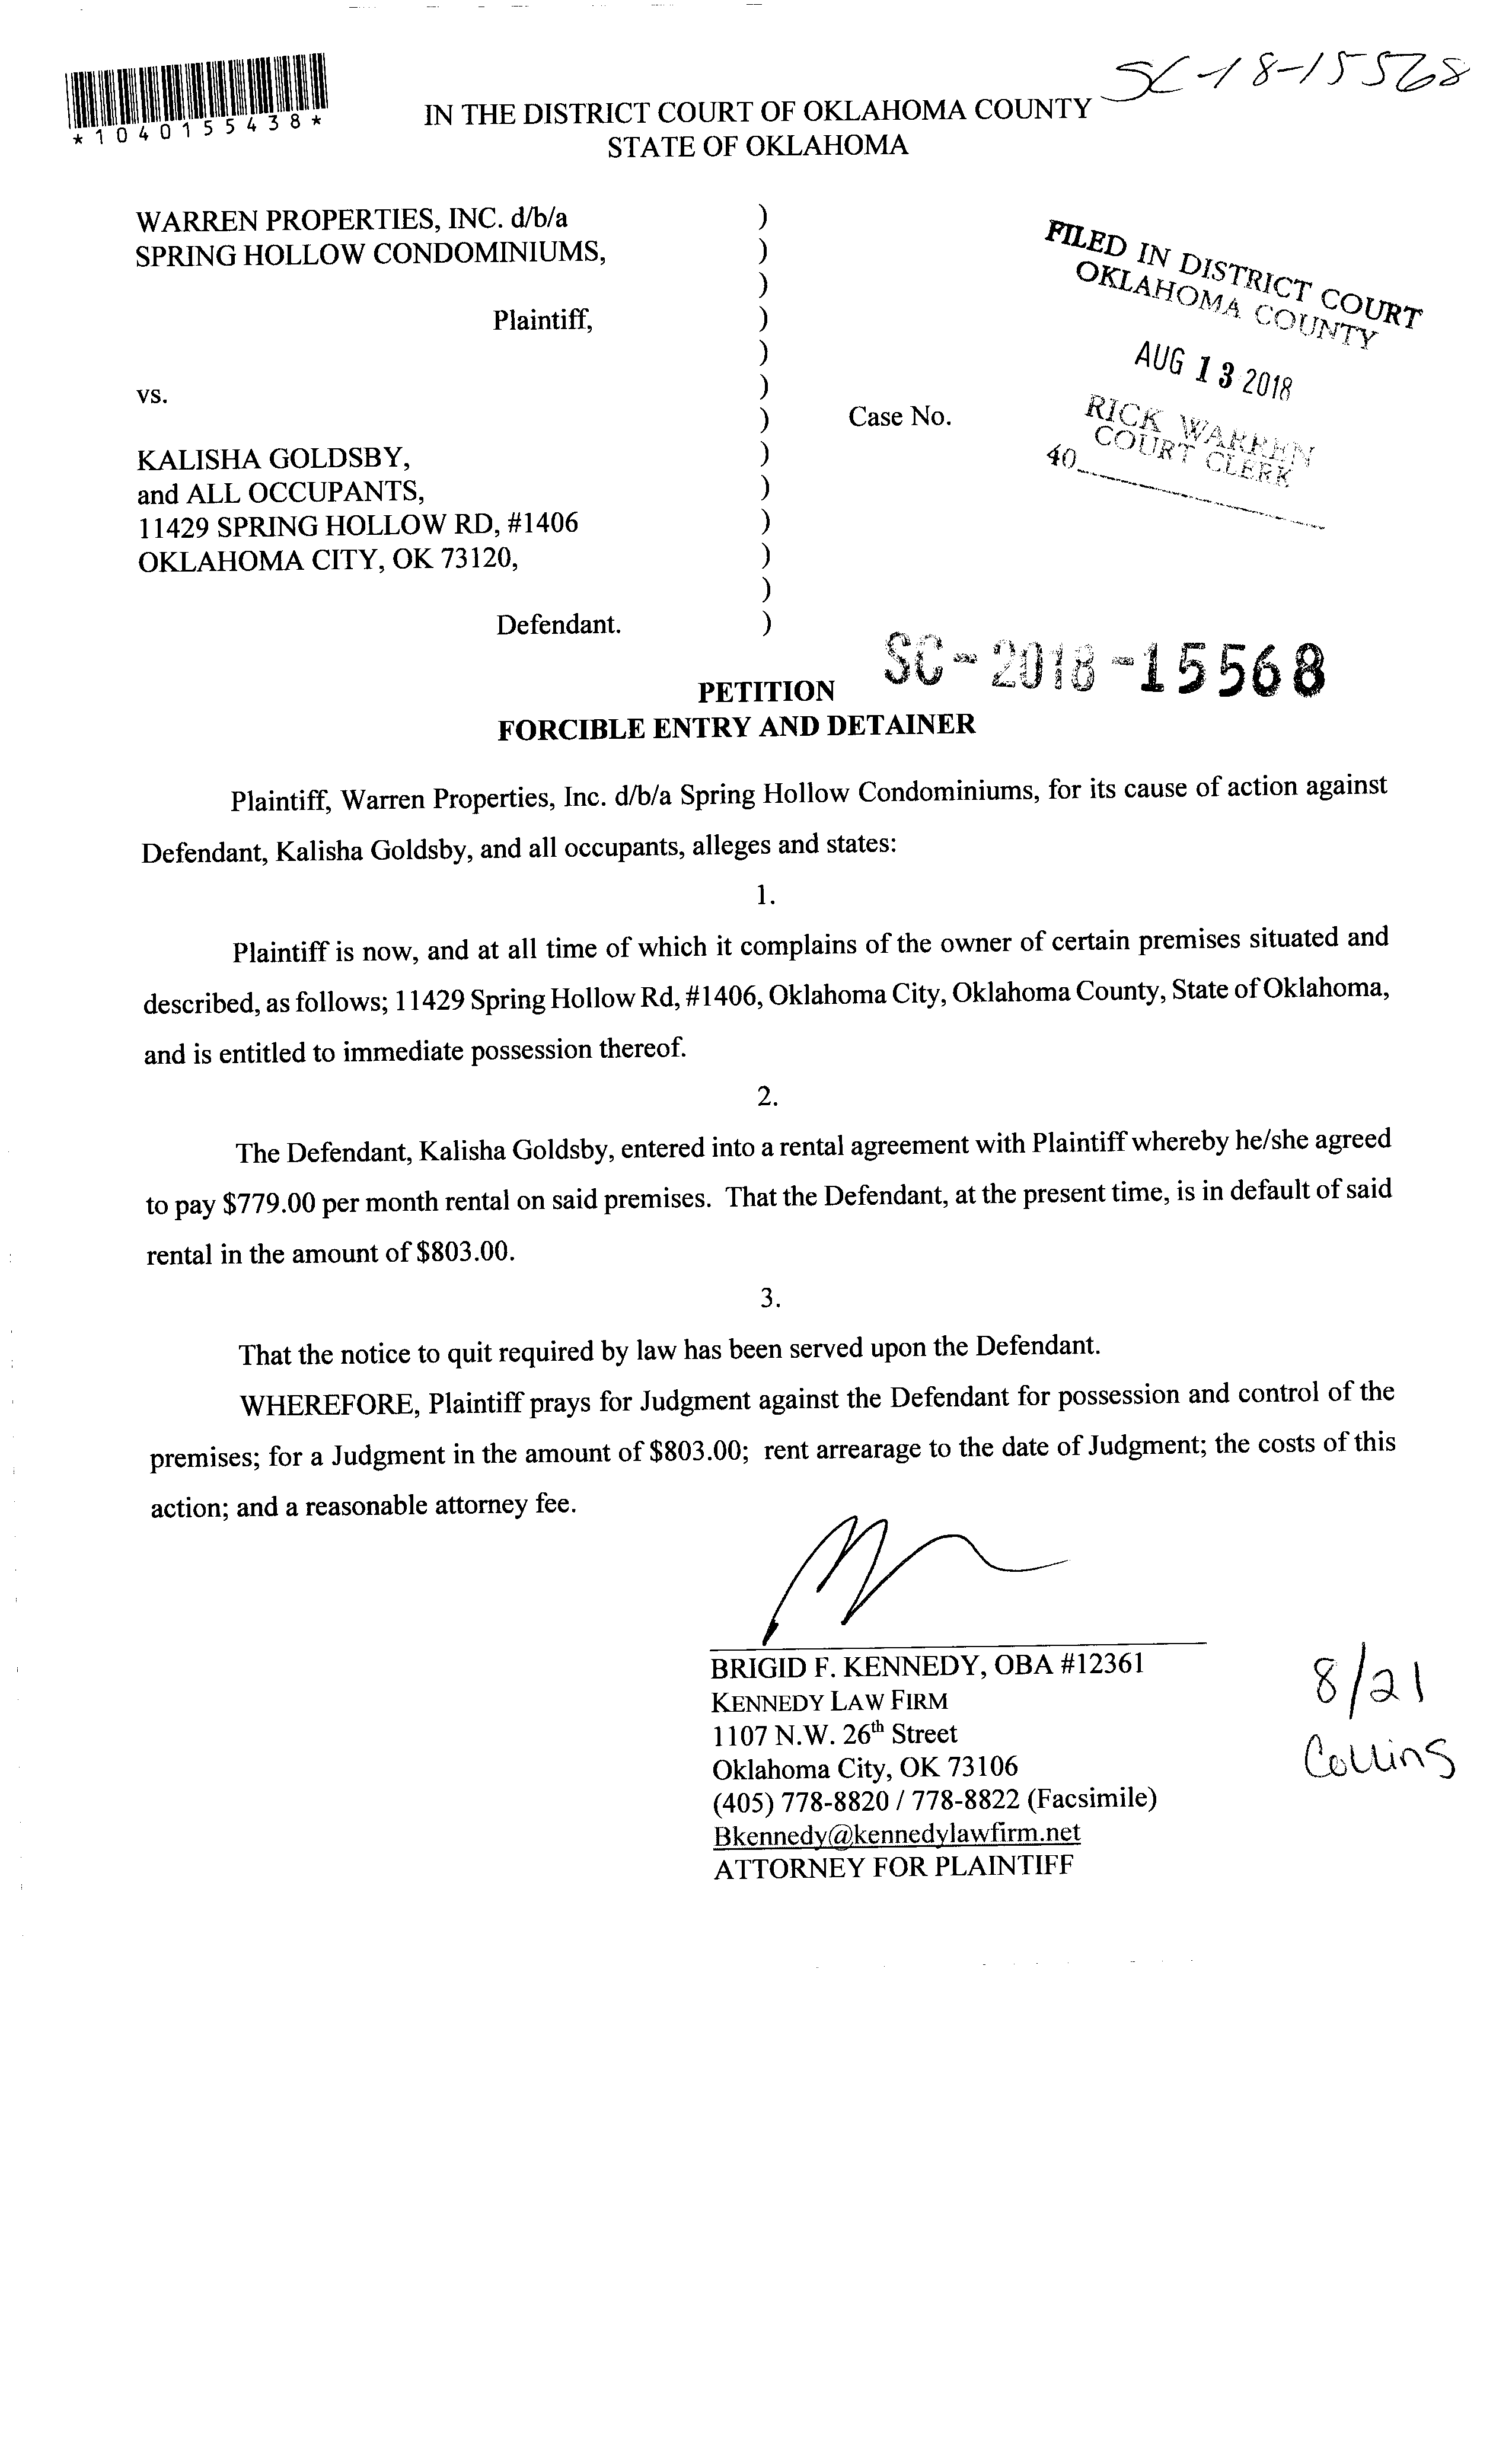 SC-18-15568
*1040155438*
IN THE DISTRICT COURT OF OKLAHOMA COUNTY
STATE OF OKLAHOMA
WARREN PROPERTIES, INC. d/b/a )
SPRING HOLLOW CONDOMINIUMS, )
)
Plaintiff, )
)
vs. )
) Case No.
KALISHA GOLDSBY, )
and ALL OCCUPANTS, )
11429 SPRING HOLLOW RD, #1406 )
OKLAHOMA CITY, OK 73120, )
)
Defendant. )
FILED IN DISTRICT COURT
OKLAHOMA COUNTY
AUG 13 2018
RICK WARREN
COURT CLERK
40
SC-2018-15568
PETITION
FORCIBLE ENTRY AND DETAINER
Plaintiff, Warren Properties, Inc. d/b/a Spring Hollow Condominiums, for its cause of action against
Defendant, Kalisha Goldsby, and all occupants, alleges and states:
1.
Plaintiff is now, and at all time of which it complains of the owner of certain premises situated and
described, as follows; 11429 Spring Hollow Rd, #1406, Oklahoma City, Oklahoma County, State of Oklahoma,
and is entitled to immediate possession thereof.
2.
The Defendant, Kalisha Goldsby, entered into a rental agreement with Plaintiff whereby he/she agreed
to pay $779.00 per month rental on said premises. That the Defendant, at the present time, is in default of said
rental in the amount of $803.00.
3.
That the notice to quit required by law has been served upon the Defendant.
WHEREFORE, Plaintiff prays for Judgment against the Defendant for possession and control of the
premises; for a Judgment in the amount of $803.00; rent arrearage to the date of Judgment; the costs of this
action; and a reasonable attorney fee.
BRIGID F. KENNEDY, OBA #12361
KENNEDY LAW FIRM
1107 N.W. 26th Street
Oklahoma City, OK 73106
(405) 778-8820 / 778-8822 (Facsimile)
Bkennedy@kennedylawfirm.net
ATTORNEY FOR PLAINTIFF
8/21
Collins